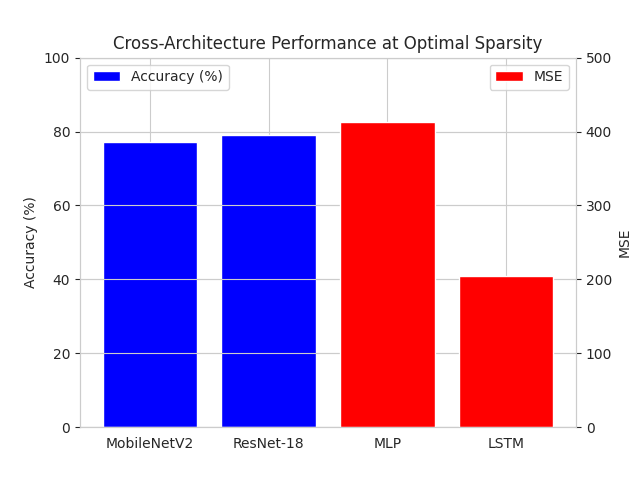 Cross-Architecture Performance at Optimal Sparsity
Accuracy (%)
MSE
100
80
60
40
20
0
Accuracy (%)
500
400
300
200
100
0
MSE
MobileNetV2
ResNet-18
MLP
LSTM